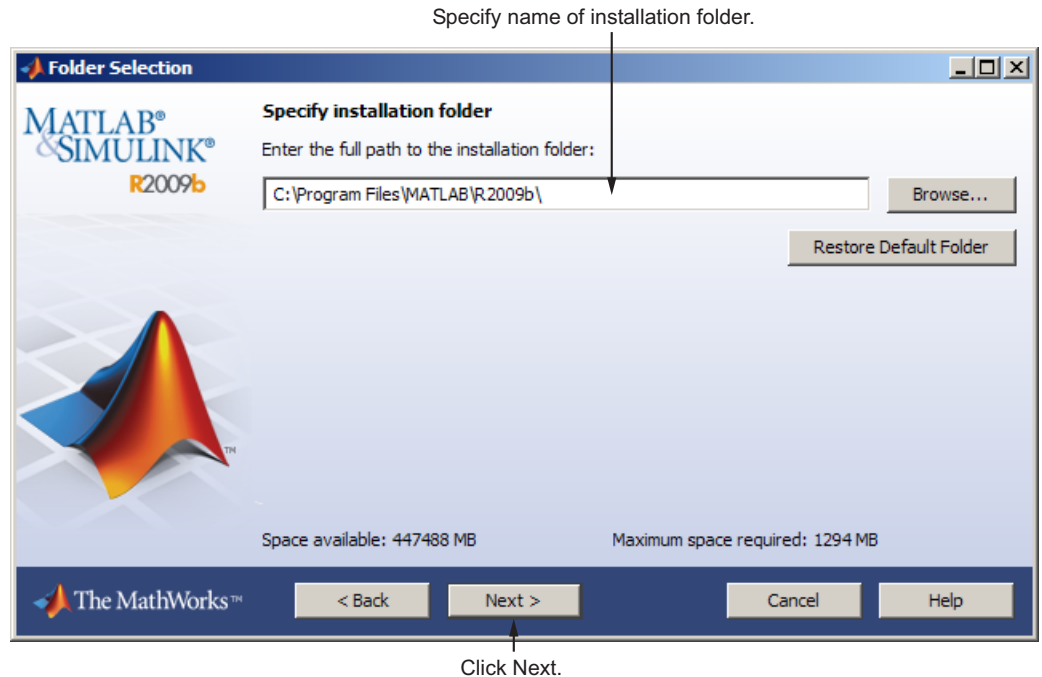 Specify name of installation folder.
Folder Selection
MATLAB®
&SIMULINK®
R2009b
Specify installation folder
Enter the full path to the installation folder:
C:\Program Files\MATLAB\R2009b\
Browse...
Restore Default Folder
TM
Space available: 447488 MB Maximum space required: 1294 MB
The MathWorks™ < Back Next > Cancel Help
Click Next.